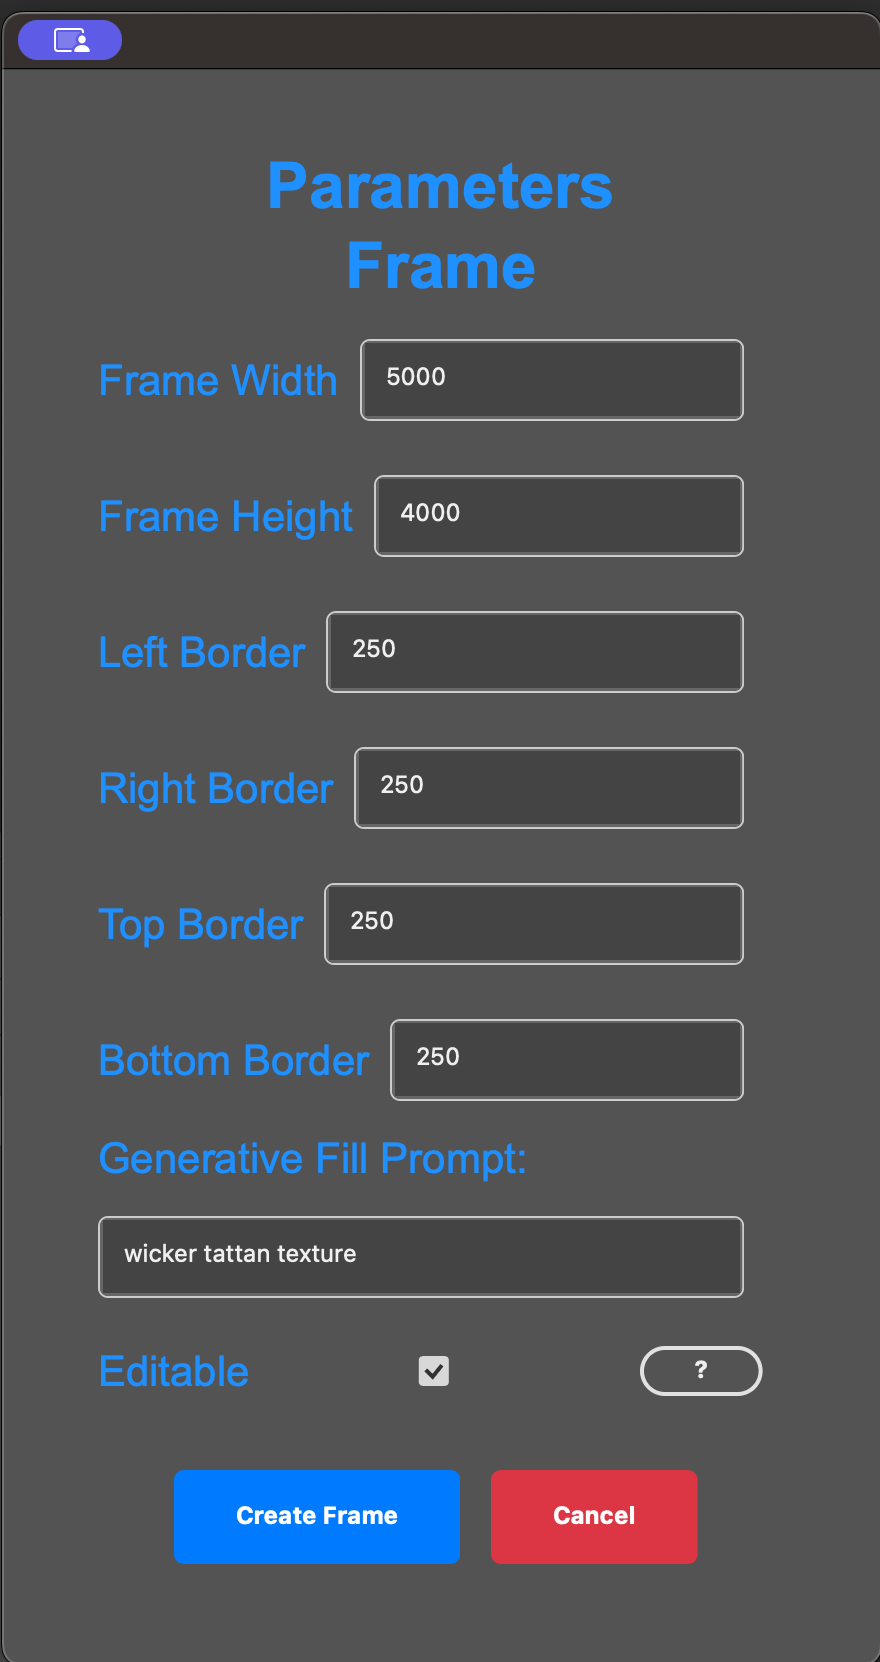 Parameters
Frame
Frame Width 5000
Frame Height 4000
Left Border 250
Right Border 250
Top Border 250
Bottom Border 250
Generative Fill Prompt:
wicker tattan texture
Editable ?
Create Frame Cancel